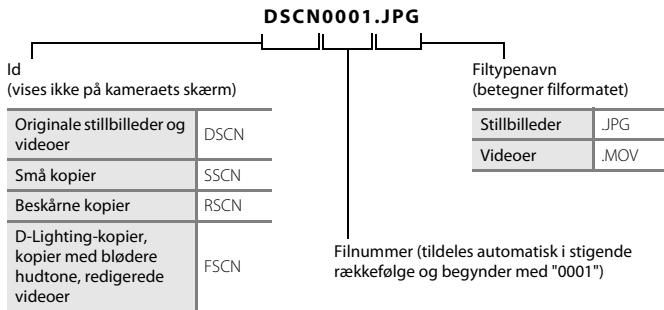 DSCN0001.JPG
Id
(vises ikke på kameraets skærm)
Originale stillbilleder og
videoer
DSCN
Små kopier
SSCN
Beskårne kopier
RSCN
D-Lighting-kopier,
kopier med blødere
hudtone, redigerede
videoer
FSCN
Filtypenavn
(betegner filformatet)
Stillbilleder
.JPG
Videoer
.MOV
Filnummer (tildeles automatisk i stigende
rækkefølge og begynder med "0001")